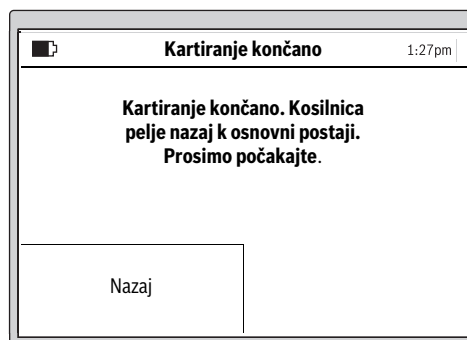 Kartiranje končano 1:27pm
Kartiranje končano. Kosilnica
pelje nazaj k osnovni postaji.
Prosimo počakajte.
Nazaj